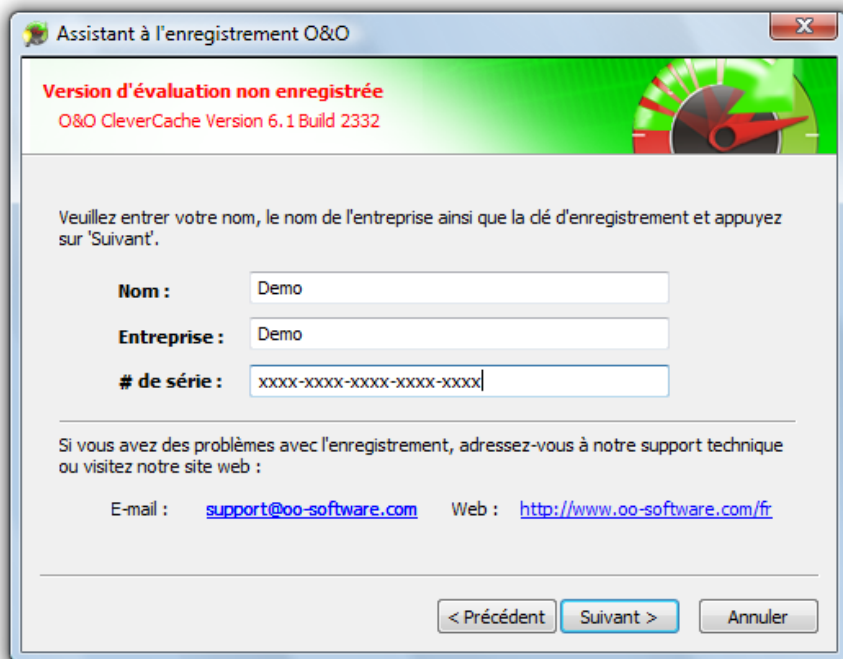 Assistant à l'enregistrement O&O
X
Version d'évaluation non enregistrée
O&O CleverCache Version 6.1 Build 2332
Veuillez entrer votre nom, le nom de l'entreprise ainsi que la clé d'enregistrement et appuyez
sur 'Suivant'.
Nom : Demo
Entreprise : Demo
# de série : xxxx-xxxx-xxxx-xxxx-xxxx
Si vous avez des problèmes avec l'enregistrement, adressez-vous à notre support technique
ou visitez notre site web :
E-mail : support@oo-software.com Web : http://www.oo-software.com/fr
< Précédent Suivant > Annuler